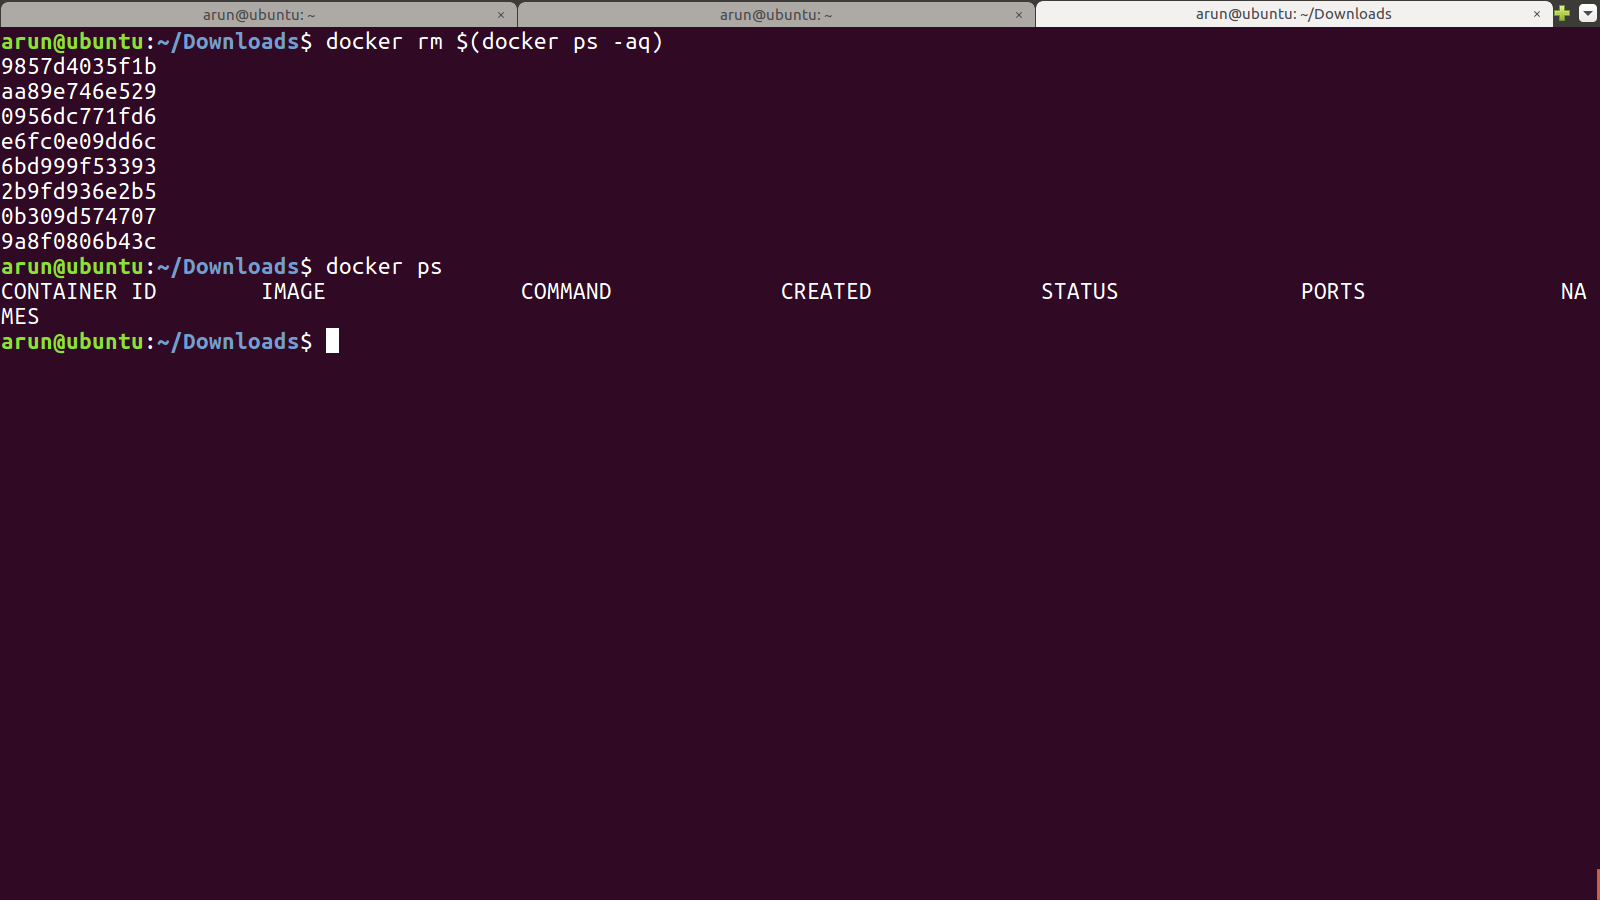 arun@ubuntu: ~ × arun@ubuntu: ~ × arun@ubuntu: ~/Downloads ×
arun@ubuntu:~/Downloads$ docker rm $(docker ps -aq)
9857d4035f1b
aa89e746e529
0956dc771fd6
e6fc0e09dd6c
6bd999f53393
2b9fd936e2b5
0b309d574707
9a8f0806b43c
arun@ubuntu:~/Downloads$ docker ps
CONTAINER ID        IMAGE               COMMAND             CREATED             STATUS              PORTS               NA
MES
arun@ubuntu:~/Downloads$